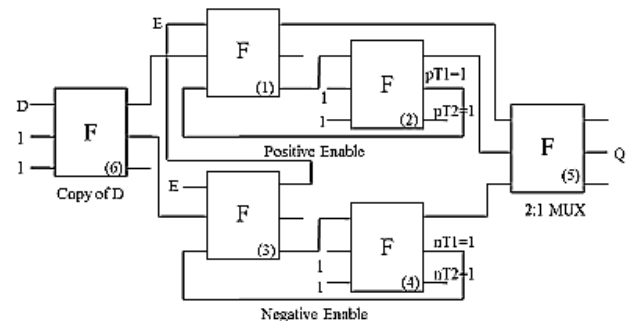 E
F
(1)
F
pT1=1
1
1
pT2=1
(2)
Positive Enable
D
1
1
F
(6)
Copy of D
F
Q
(5)
2:1 MUX
E
F
(3)
F
nT1=1
1
1
nT2=1
(4)
Negative Enable